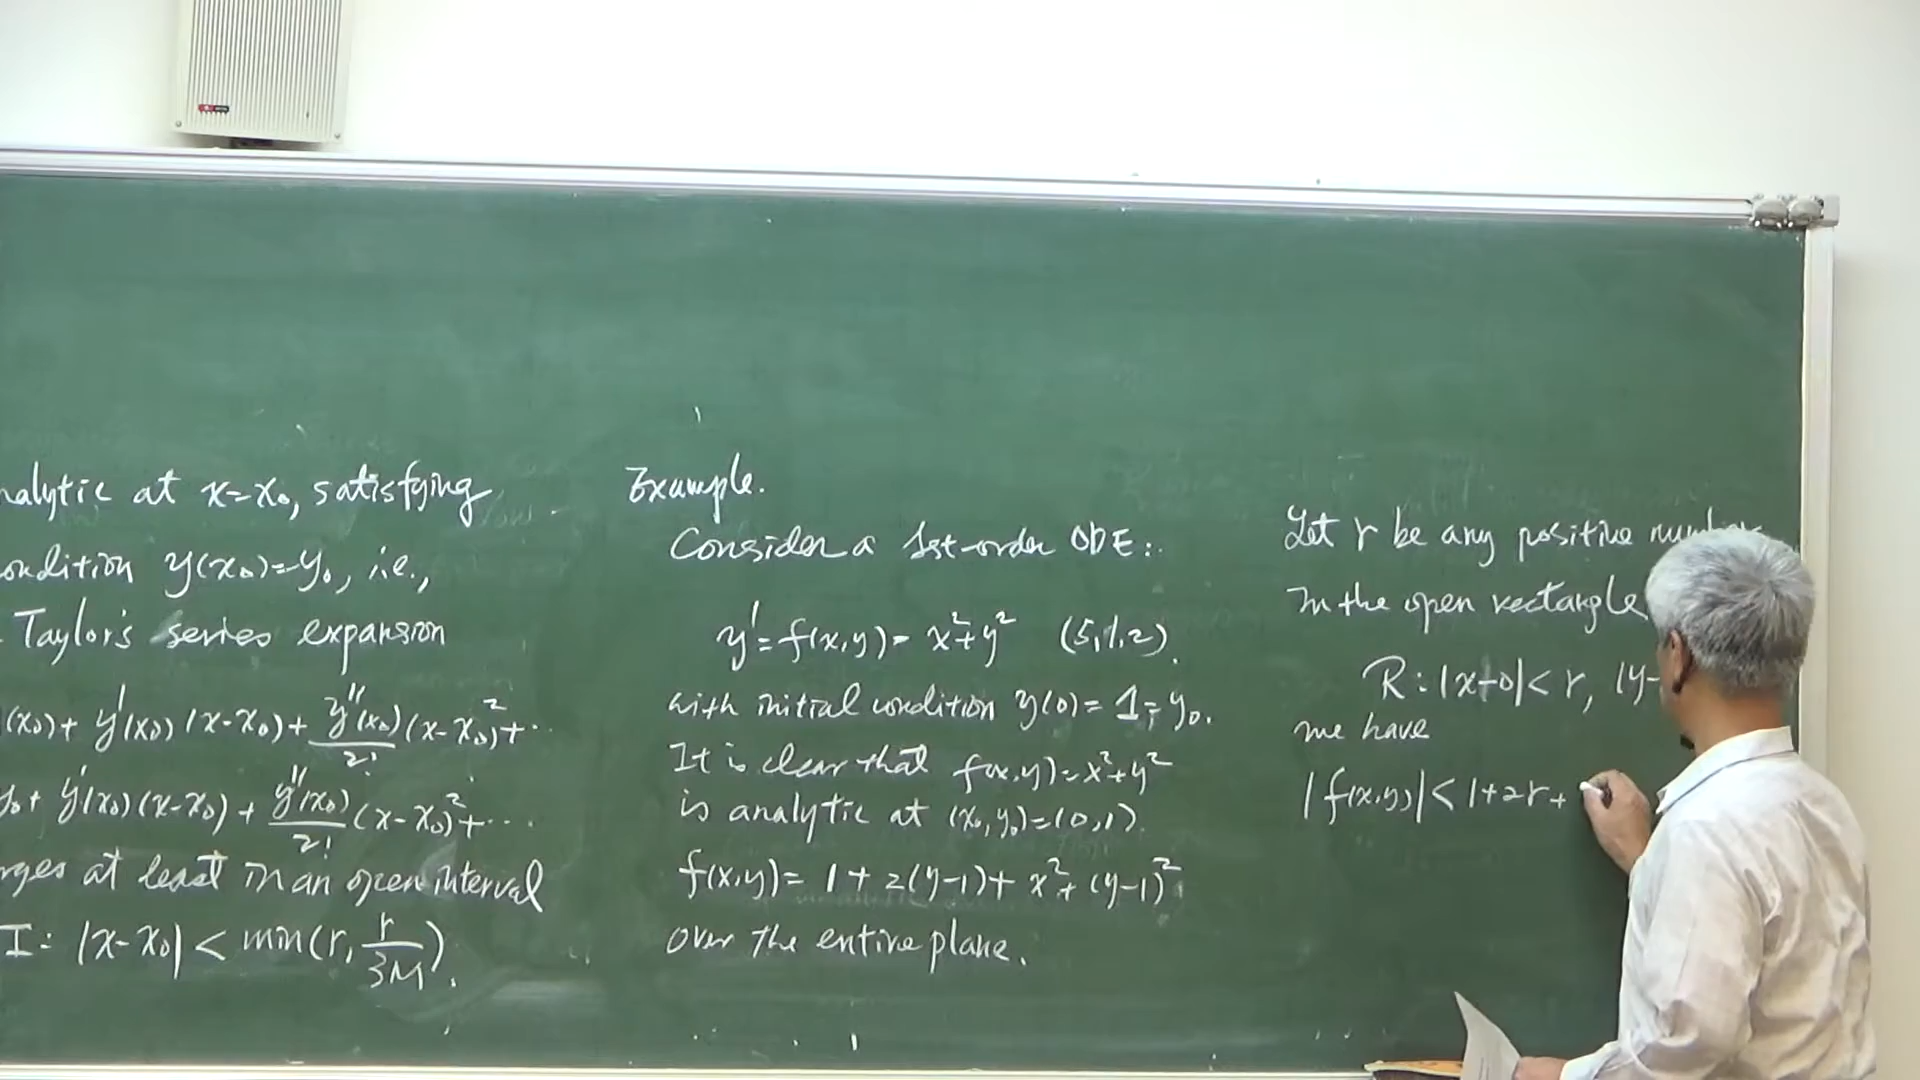 nalytic at x=x₀, satisfying
ondition y(x₀)=y₀, i.e.,
Taylor's series expansion
(x₀)+ y'(x₀)(x-x₀)+ y''(x₀)/2! (x-x₀)²+...
y₀+ y'(x₀)(x-x₀)+ y''(x₀)/2! (x-x₀)²+...
rges at least in an open interval
I: |x-x₀| < min(r, r/3M).
Example.
Consider a 1st-order ODE:
y'=f(x,y)= x²+y² (5.1.2).
with initial condition y(0)=1=y₀.
It is clear that f(x,y)=x²+y²
is analytic at (x₀,y₀)=(0,1)
f(x,y)= 1+2(y-1)+x²+(y-1)²
over the entire plane.
Let r be any positive number
In the open rectangle
R: |x-0|< r, |y-
we have
|f(x,y)| < 1+2r+